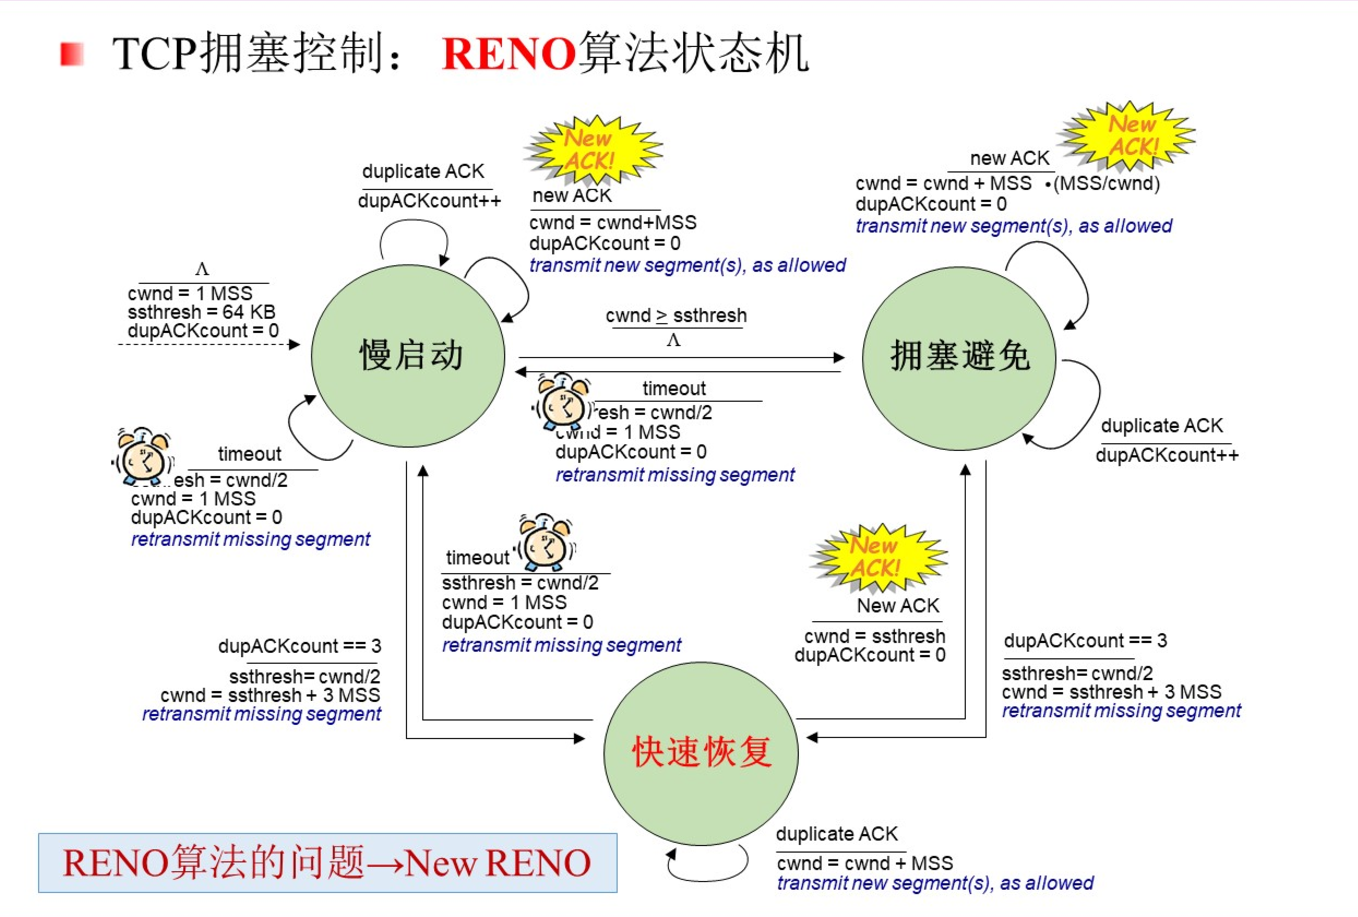 TCP拥塞控制： RENO算法状态机
New
ACK!
duplicate ACK
dupACKcount++
new ACK
cwnd = cwnd+MSS
dupACKcount = 0
transmit new segment(s), as allowed
New
ACK!
new ACK
cwnd = cwnd + MSS •(MSS/cwnd)
dupACKcount = 0
transmit new segment(s), as allowed
Λ
cwnd = 1 MSS
ssthresh = 64 KB
dupACKcount = 0
慢启动
cwnd ≥ ssthresh
Λ
timeout
resh = cwnd/2
cwnd = 1 MSS
dupACKcount = 0
retransmit missing segment
拥塞避免
duplicate ACK
dupACKcount++
timeout
esh = cwnd/2
cwnd = 1 MSS
dupACKcount = 0
retransmit missing segment
timeout
ssthresh = cwnd/2
cwnd = 1 MSS
dupACKcount = 0
retransmit missing segment
New
ACK!
New ACK
cwnd = ssthresh
dupACKcount = 0
dupACKcount == 3
ssthresh= cwnd/2
cwnd = ssthresh + 3 MSS
retransmit missing segment
dupACKcount == 3
ssthresh= cwnd/2
cwnd = ssthresh + 3 MSS
retransmit missing segment
快速恢复
duplicate ACK
cwnd = cwnd + MSS
transmit new segment(s), as allowed
RENO算法的问题→New RENO